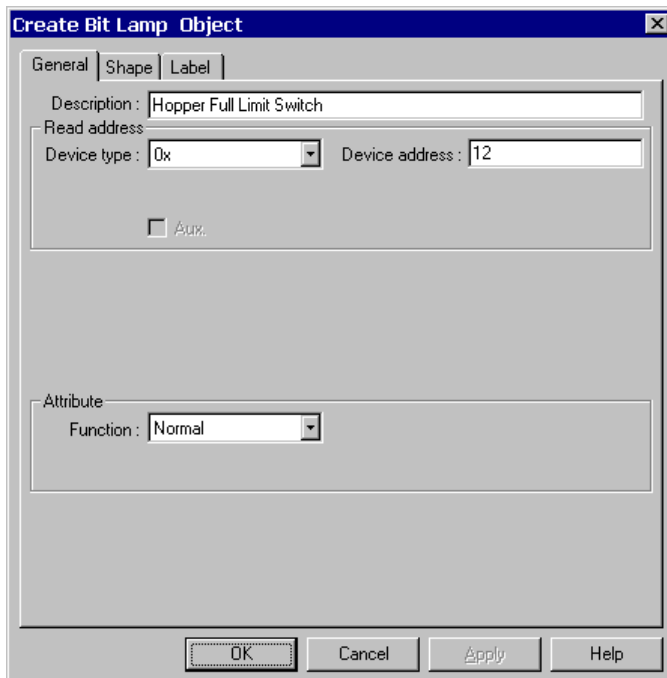 Create Bit Lamp Object
General Shape Label
Description : Hopper Full Limit Switch
Read address
Device type : 0x Device address : 12
Aux.
Attribute
Function : Normal
OK Cancel Apply Help